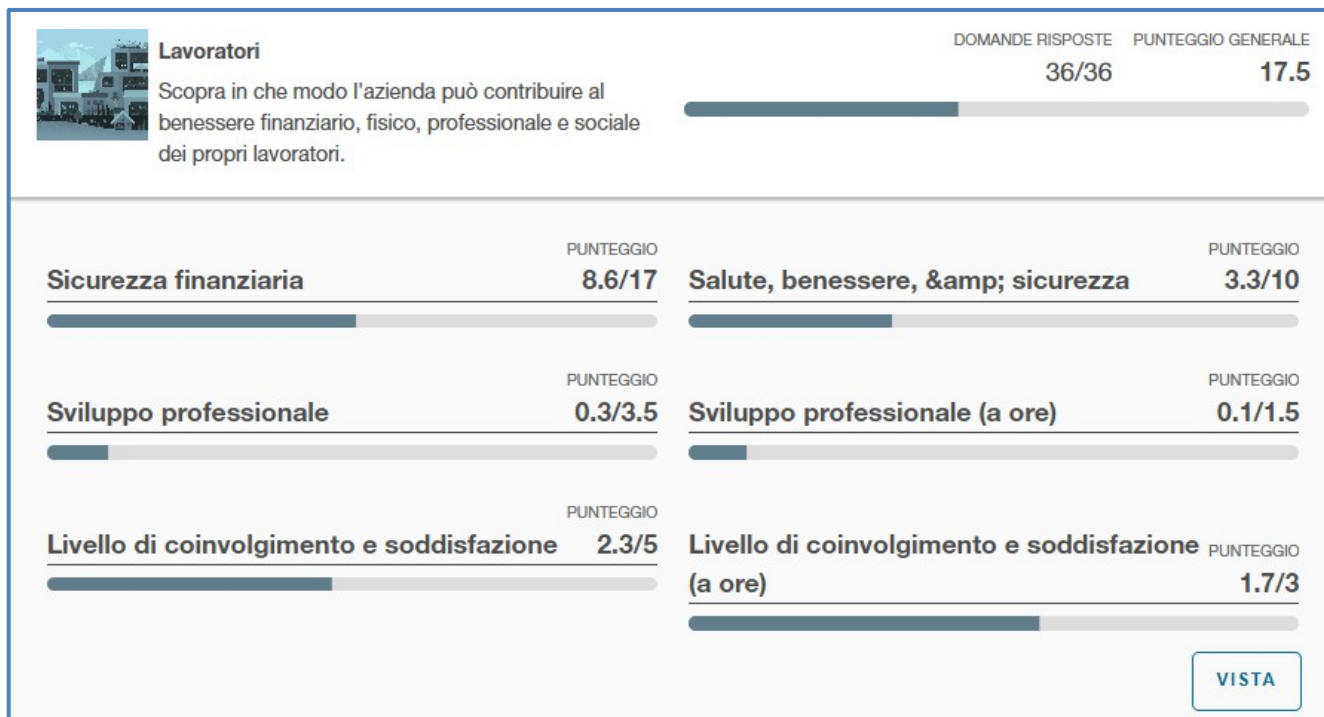 Lavoratori
Scopra in che modo l'azienda può contribuire al
benessere finanziario, fisico, professionale e sociale
dei propri lavoratori.
DOMANDE RISPOSTE PUNTEGGIO GENERALE
36/36 17.5
PUNTEGGIO
Sicurezza finanziaria 8.6/17
PUNTEGGIO
Salute, benessere, &amp; sicurezza 3.3/10
PUNTEGGIO
Sviluppo professionale 0.3/3.5
PUNTEGGIO
Sviluppo professionale (a ore) 0.1/1.5
PUNTEGGIO
Livello di coinvolgimento e soddisfazione 2.3/5
Livello di coinvolgimento e soddisfazione PUNTEGGIO
(a ore) 1.7/3
VISTA